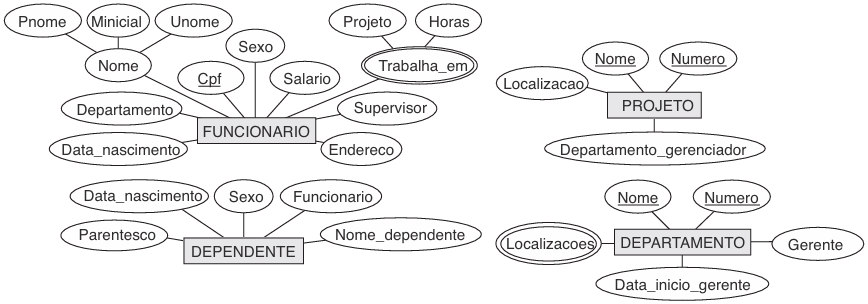 Pnome
Minicial
Unome
Nome
Sexo
Cpf
Salario
Projeto
Horas
Trabalha_em
Departamento
Supervisor
FUNCIONARIO
Data_nascimento
Endereco
Nome
Numero
Localizacao
PROJETO
Departamento_gerenciador
Data_nascimento
Sexo
Funcionario
Parentesco
Nome_dependente
DEPENDENTE
Nome
Numero
Localizacoes
DEPARTAMENTO
Gerente
Data_inicio_gerente